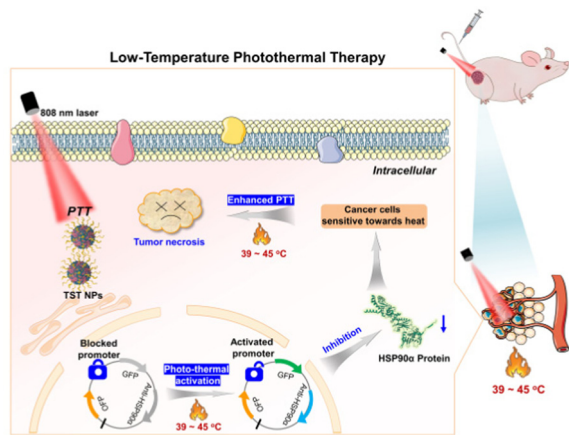 Low-Temperature Photothermal Therapy
808 nm laser
Intracellular
PTT
TST NPs
Tumor necrosis
Enhanced PTT
39 ~ 45 °C
Cancer cells
sensitive towards heat
Inhibition
HSP90α Protein
Blocked
promoter
GFP
Anti-HSP90α
OFP
Photo-thermal
activation
39 ~ 45 °C
Activated
promoter
GFP
Anti-HSP90α
OFP
39 ~ 45 °C